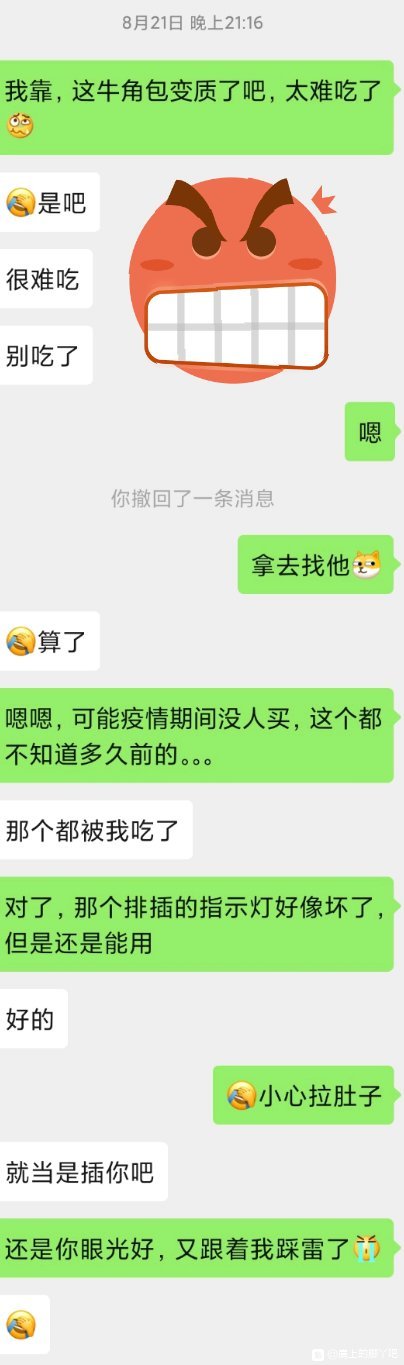 8月21日 晚上21:16
我靠，这牛角包变质了吧，太难吃了
是吧
很难吃
别吃了
嗯
你撤回了一条消息
拿去找他
算了
嗯嗯，可能疫情期间没人买，这个都
不知道多久前的。。。
那个都被我吃了
对了，那个排插的指示灯好像坏了，
但是还是能用
好的
小心拉肚子
就当是插你吧
还是你眼光好，又跟着我踩雷了